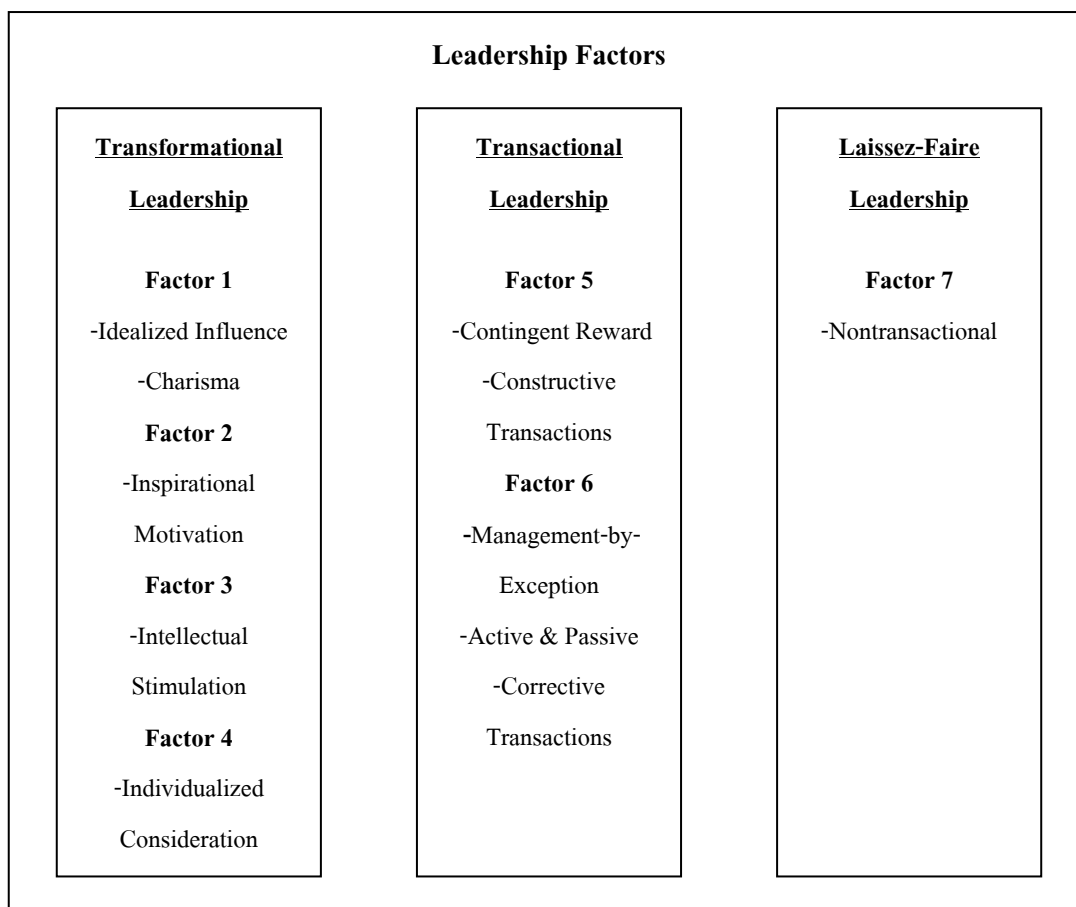 Leadership Factors
Transformational
Leadership
Factor 1
-Idealized Influence
-Charisma
Factor 2
-Inspirational
Motivation
Factor 3
-Intellectual
Stimulation
Factor 4
-Individualized
Consideration
Transactional
Leadership
Factor 5
-Contingent Reward
-Constructive
Transactions
Factor 6
-Management-by-
Exception
-Active & Passive
-Corrective
Transactions
Laissez-Faire
Leadership
Factor 7
-Nontransactional